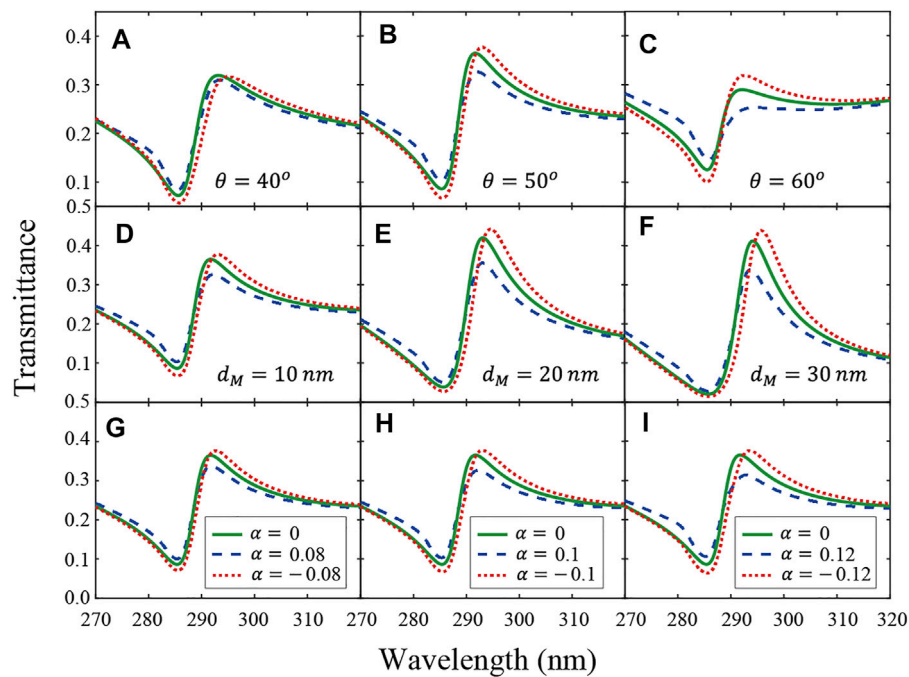 A
B
C
0.4
0.3
0.2
0.1
θ = 40°
θ = 50°
θ = 60°
0.5
D
E
F
0.4
0.3
0.2
0.1
d_M = 10 nm
d_M = 20 nm
d_M = 30 nm
0.5
G
H
I
0.4
0.3
0.2
0.1
0.0
α = 0
α = 0.08
α = −0.08
α = 0
α = 0.1
α = −0.1
α = 0
α = 0.12
α = −0.12
270 280 290 300 310 270 280 290 300 310 270 280 290 300 310 320
Transmittance
Wavelength (nm)